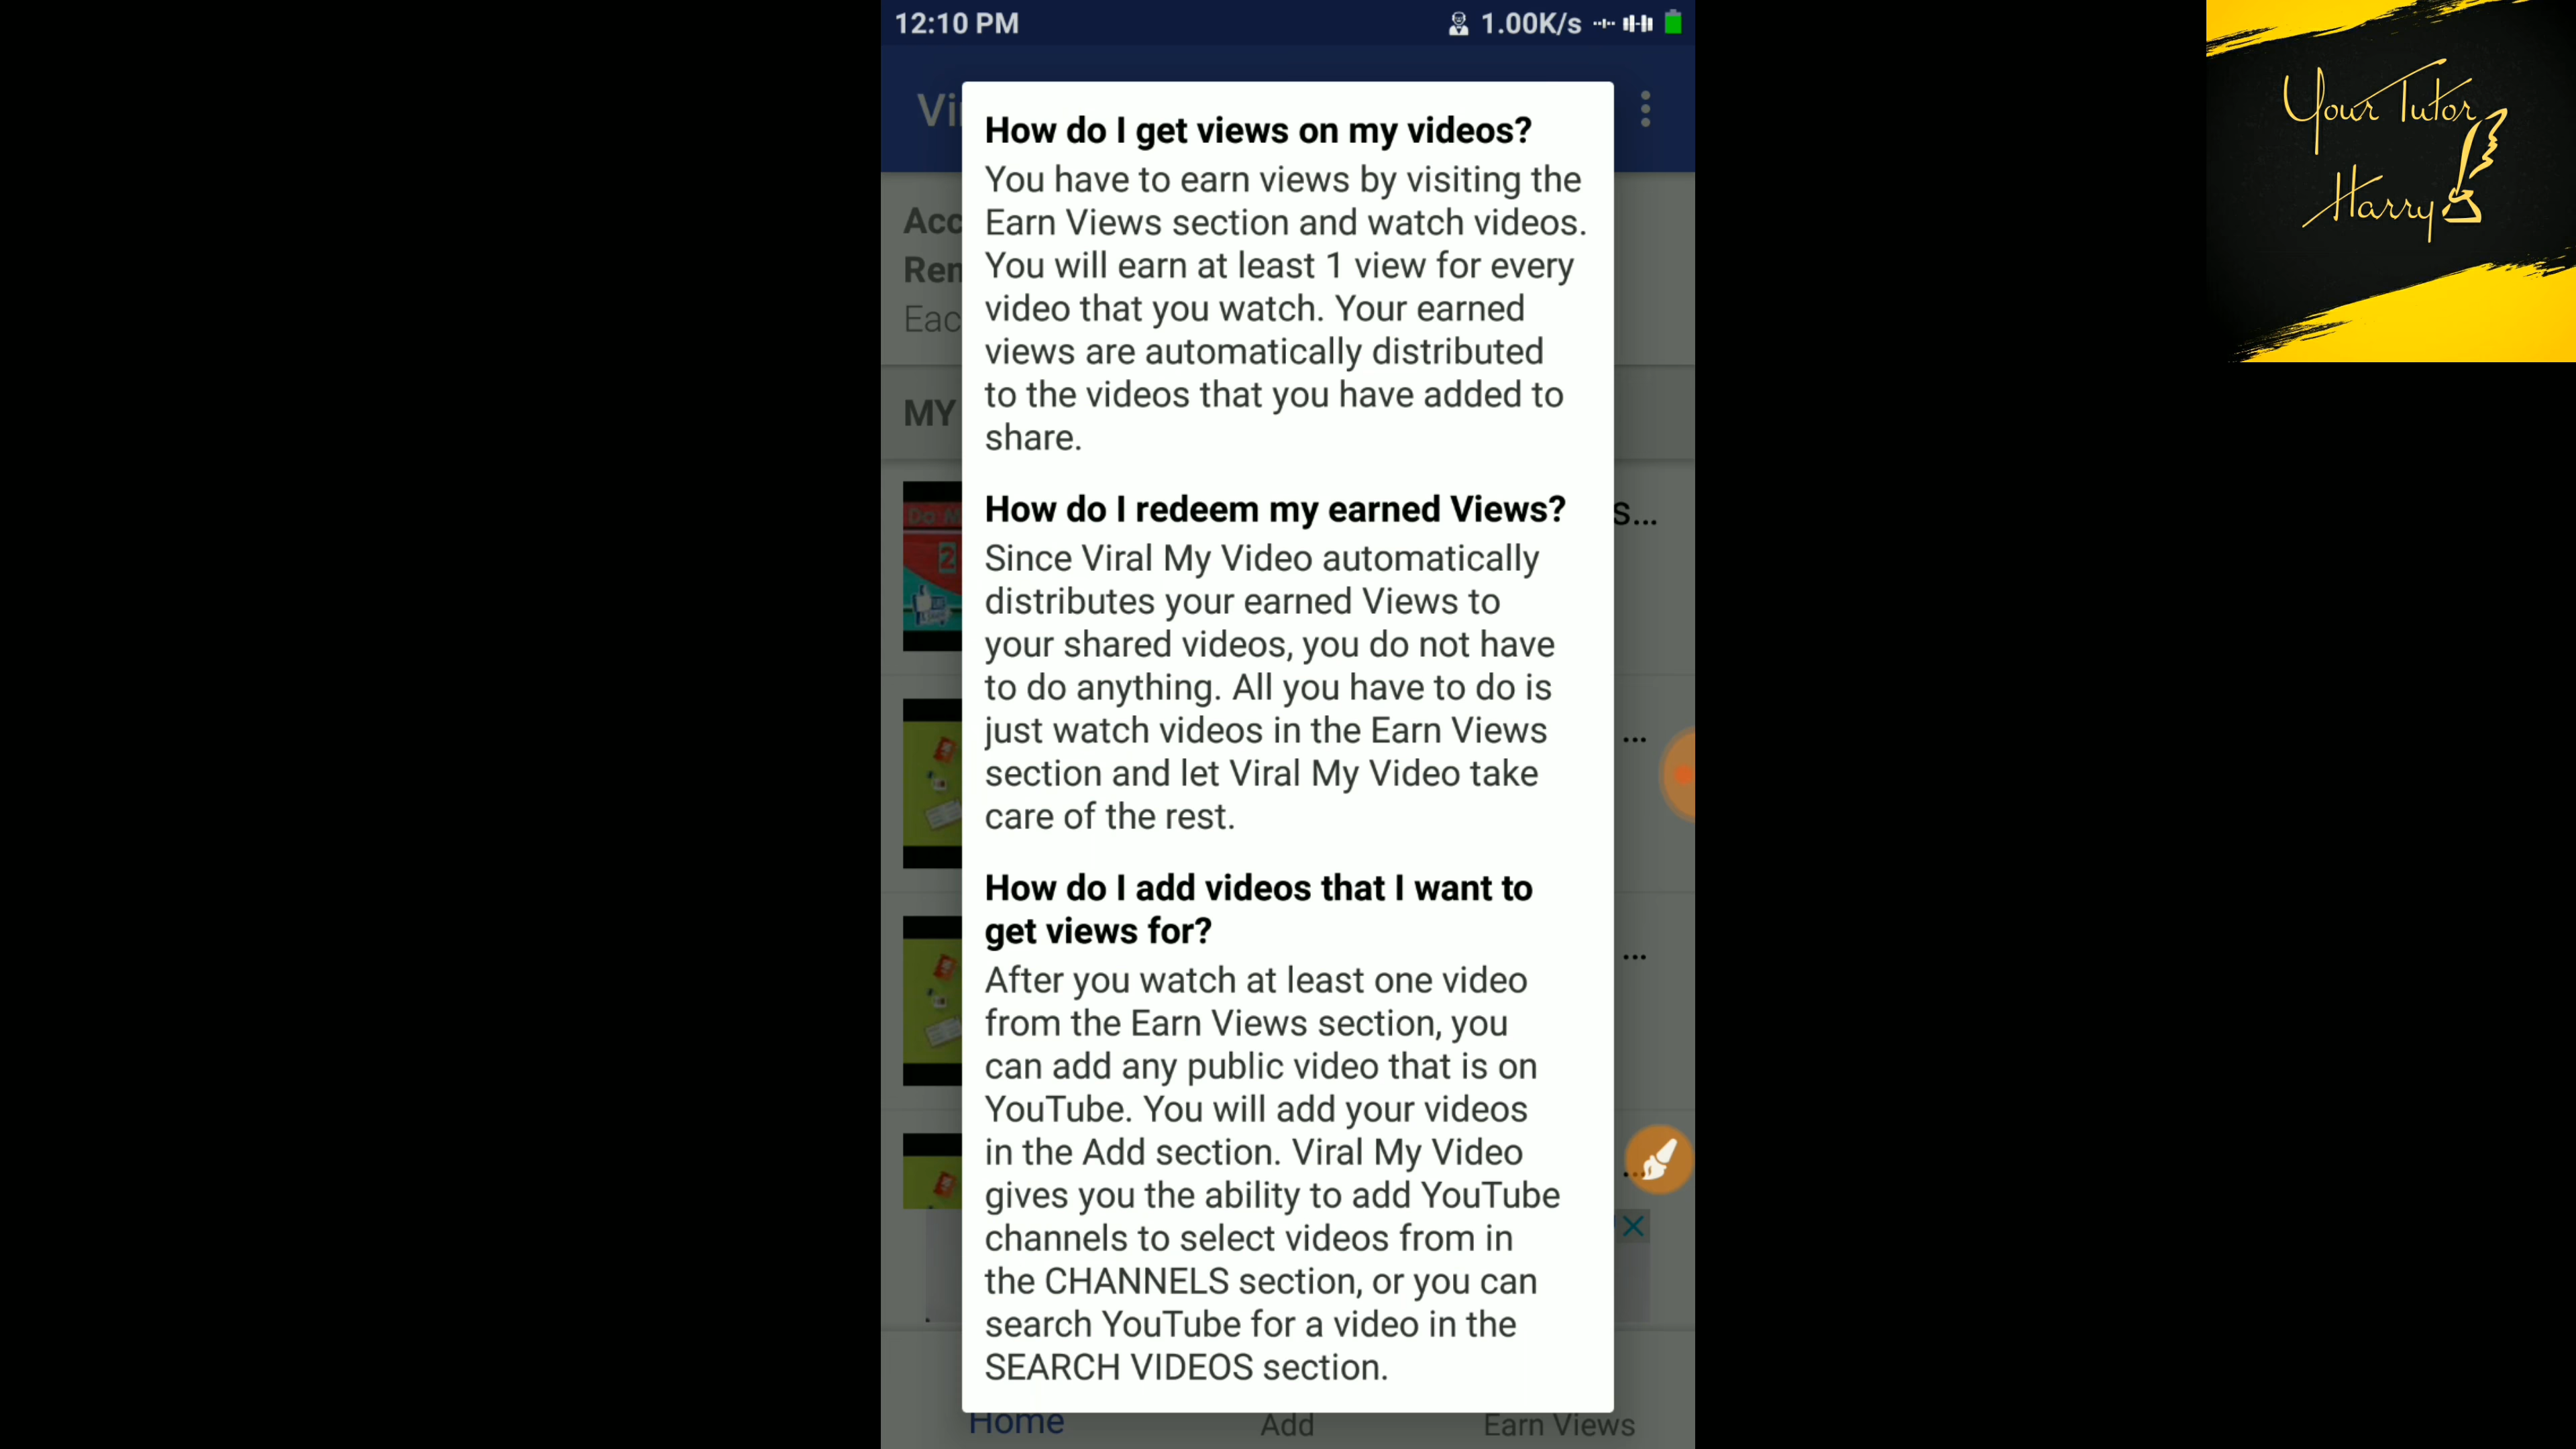 12:10 PM
1.00K/s
Your Tutor
Harry
How do I get views on my videos?
You have to earn views by visiting the
Earn Views section and watch videos.
You will earn at least 1 view for every
video that you watch. Your earned
views are automatically distributed
to the videos that you have added to
share.
How do I redeem my earned Views?
Since Viral My Video automatically
distributes your earned Views to
your shared videos, you do not have
to do anything. All you have to do is
just watch videos in the Earn Views
section and let Viral My Video take
care of the rest.
How do I add videos that I want to
get views for?
After you watch at least one video
from the Earn Views section, you
can add any public video that is on
YouTube. You will add your videos
in the Add section. Viral My Video
gives you the ability to add YouTube
channels to select videos from in
the CHANNELS section, or you can
search YouTube for a video in the
SEARCH VIDEOS section.
MY
2
Home
Add
Earn Views